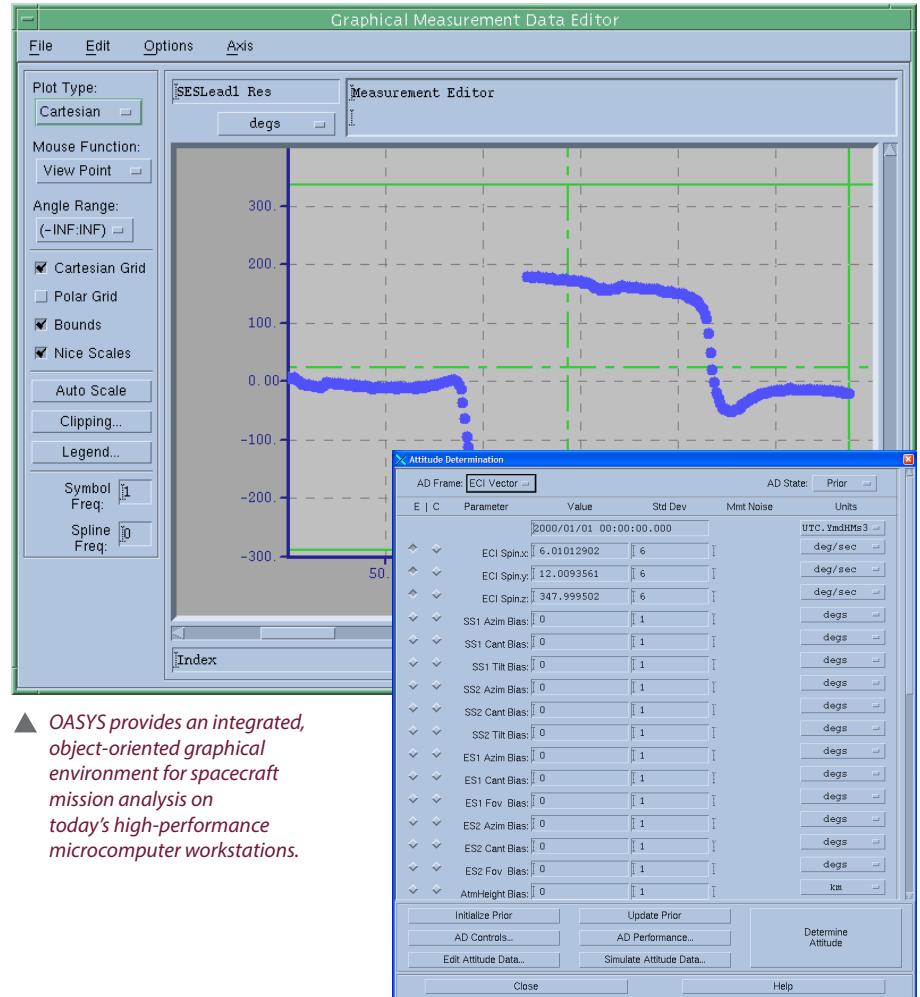 Graphical Measurement Data Editor
File Edit Options Axis
Plot Type:
Cartesian
Mouse Function:
View Point
Angle Range:
(-INF:INF)
Cartesian Grid
Polar Grid
Bounds
Nice Scales
Auto Scale
Clipping...
Legend...
Symbol Freq: 1
Spline Freq: 0
SESLead1 Res
degs
Measurement Editor
300.
200.
100.
0.00
-100.
-200.
-300.
50.
Index
Attitude Determination
AD Frame: ECI Vector AD State: Prior
E | C Parameter Value Std Dev Mmt Noise Units
2000/01/01 00:00:00.000 UTC.YmdHMs3
ECI Spin.x: 6.01012902 6 deg/sec
ECI Spin.y: 12.0093561 6 deg/sec
ECI Spin.z: 347.999502 6 deg/sec
SS1 Azim Bias: 0 1 degs
SS1 Cant Bias: 0 1 degs
SS1 Tilt Bias: 0 1 degs
SS2 Azim Bias: 0 1 degs
SS2 Cant Bias: 0 1 degs
SS2 Tilt Bias: 0 1 degs
ES1 Azim Bias: 0 1 degs
ES1 Cant Bias: 0 1 degs
ES1 Fov Bias: 0 1 degs
ES2 Azim Bias: 0 1 degs
ES2 Cant Bias: 0 1 degs
ES2 Fov Bias: 0 1 degs
AtmHeight Bias: 0 1 km
Initialize Prior Update Prior
AD Controls... AD Performance...
Edit Attitude Data... Simulate Attitude Data...
Determine
Attitude
Close Help
OASYS provides an integrated,
object-oriented graphical
environment for spacecraft
mission analysis on
today's high-performance
microcomputer workstations.